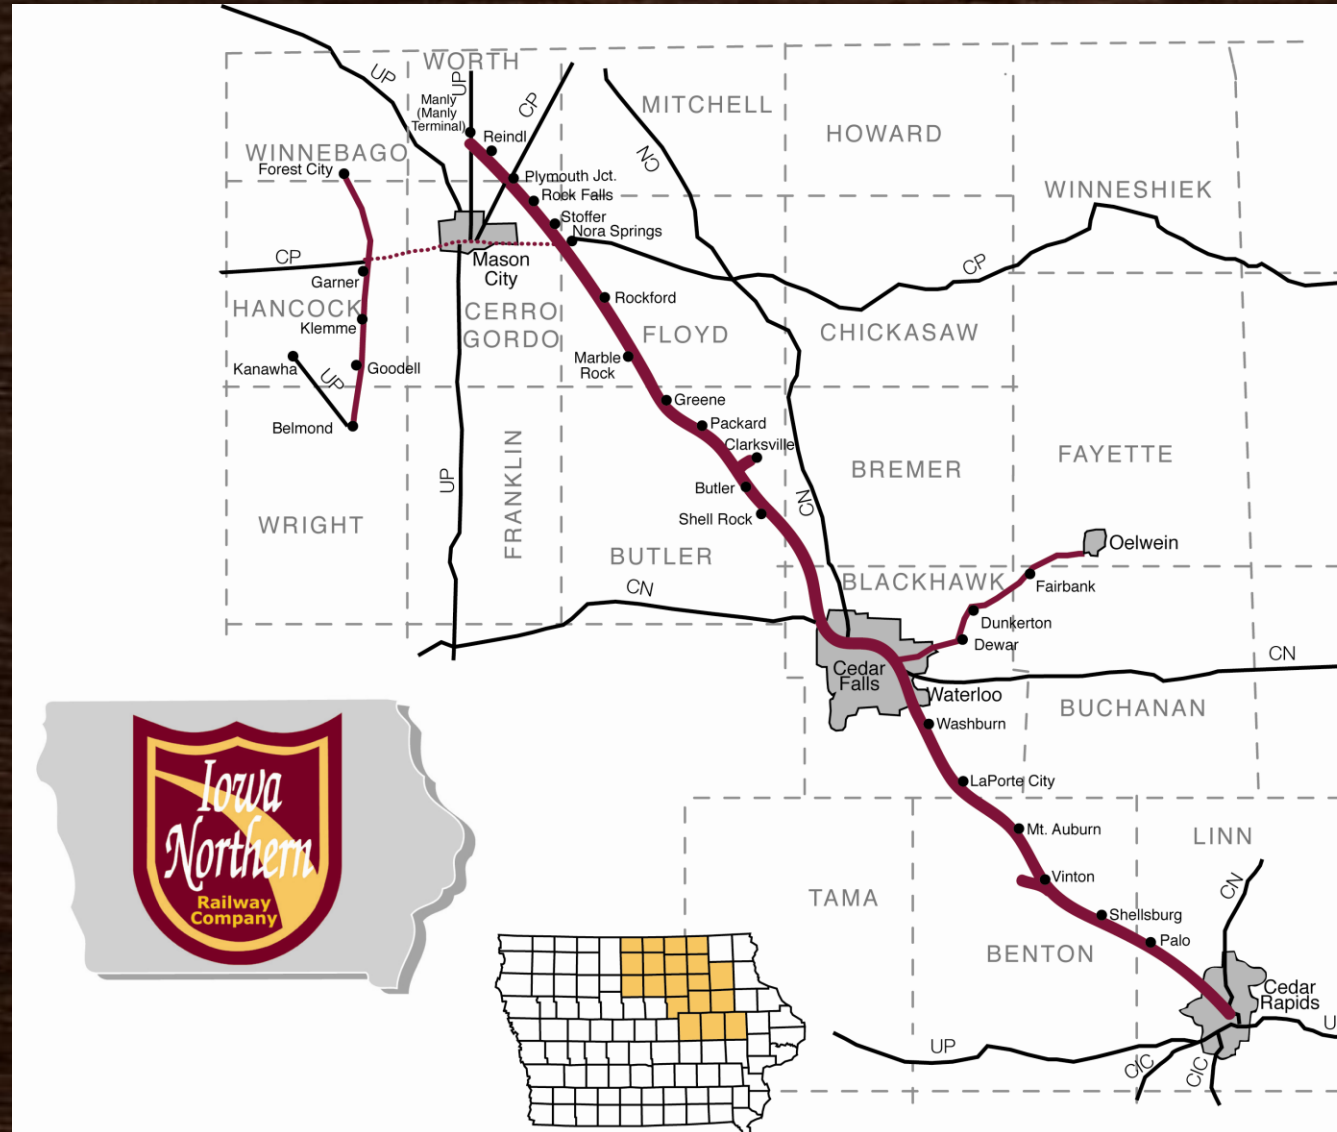 WORTH
UP
UP
CP
Manly
(Manly
Terminal)
Reindl
MITCHELL
HOWARD
WINNEBAGO
Forest City
Plymouth Jct.
Rock Falls
CN
WINNESHIEK
Stoffer
Nora Springs
CP
Mason
City
CP
Garner
HANCOCK
Klemme
CERRO
GORDO
Rockford
FLOYD
CHICKASAW
Kanawha
UP
Goodell
Marble
Rock
Belmond
Greene
Packard
Clarksville
FRANKLIN
UP
BREMER
FAYETTE
Butler
CN
Shell Rock
WRIGHT
BUTLER
Oelwein
CN
BLACKHAWK
Fairbank
Dunkerton
Dewar
CN
Cedar
Falls
Waterloo
BUCHANAN
Washburn
LaPorte City
Mt. Auburn
LINN
Vinton
TAMA
CN
Shellsburg
Palo
BENTON
Cedar
Rapids
UP
U
CIC
CIC
Iowa
Northern
Railway
Company